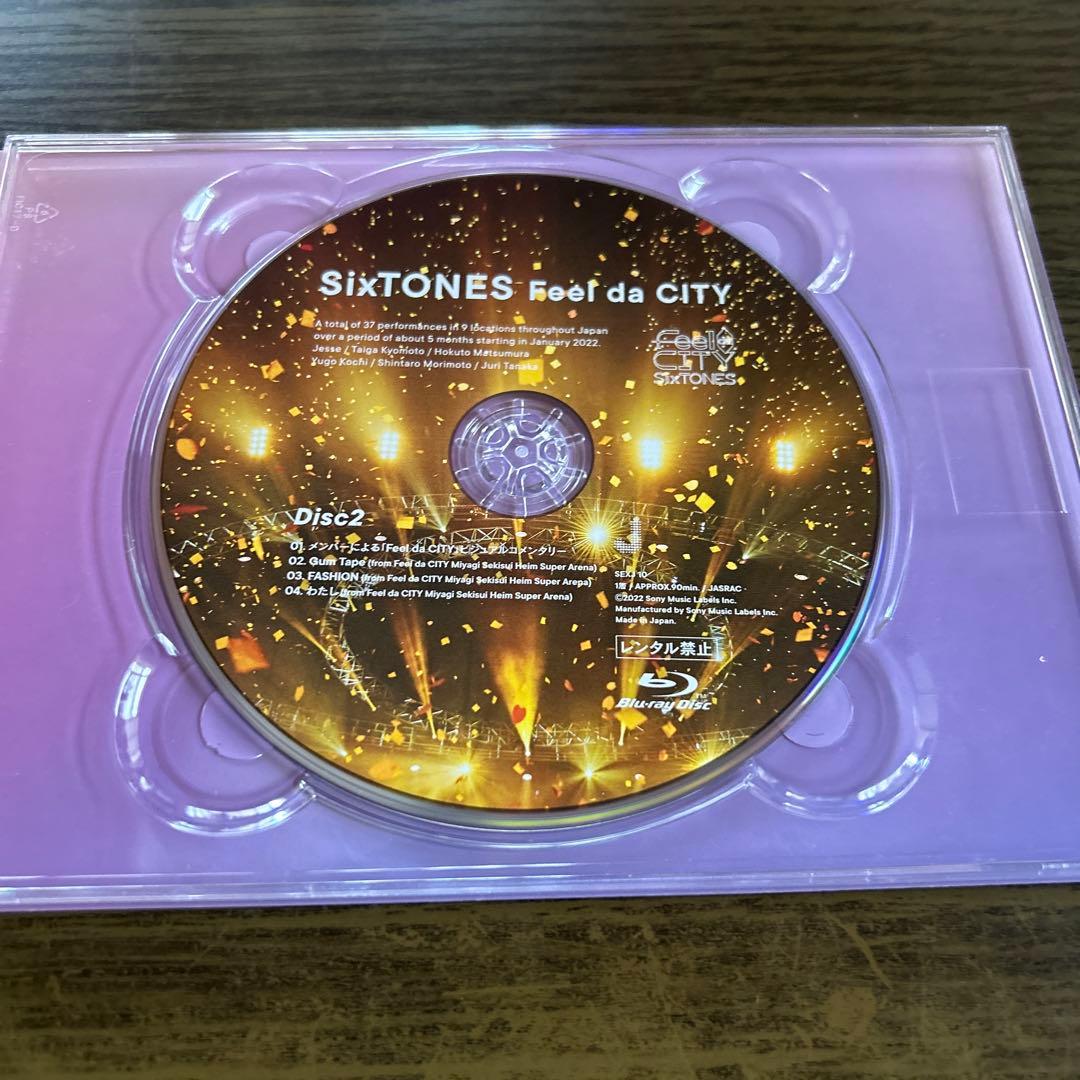 SixTONES Feel da CITY
A total of 37 performances in 9 locations throughout Japan
over a period of about 5 months starting in January 2022.
Jesse / Taiga Kyomoto / Hokuto Matsumura
Yugo Kochi / Shintaro Morimoto / Juri Tanaka
Feel da
CITY
SixTONES
Disc2
01. メンバーによる「Feel da CITY」ビジュアルコメンタリー
02. Gum Tape (from Feel da CITY Miyagi Sekisui Heim Super Arena)
03. FASHION (from Feel da CITY Miyagi Sekisui Heim Super Arena)
04. わたし (from Feel da CITY Miyagi Sekisui Heim Super Arena)
J
SEXJ 10
1層 / APPROX.90min. / JASRAC
©2022 Sony Music Labels Inc.
Manufactured by Sony Music Labels Inc.
Made in Japan.
レンタル禁止
Blu-ray Disc